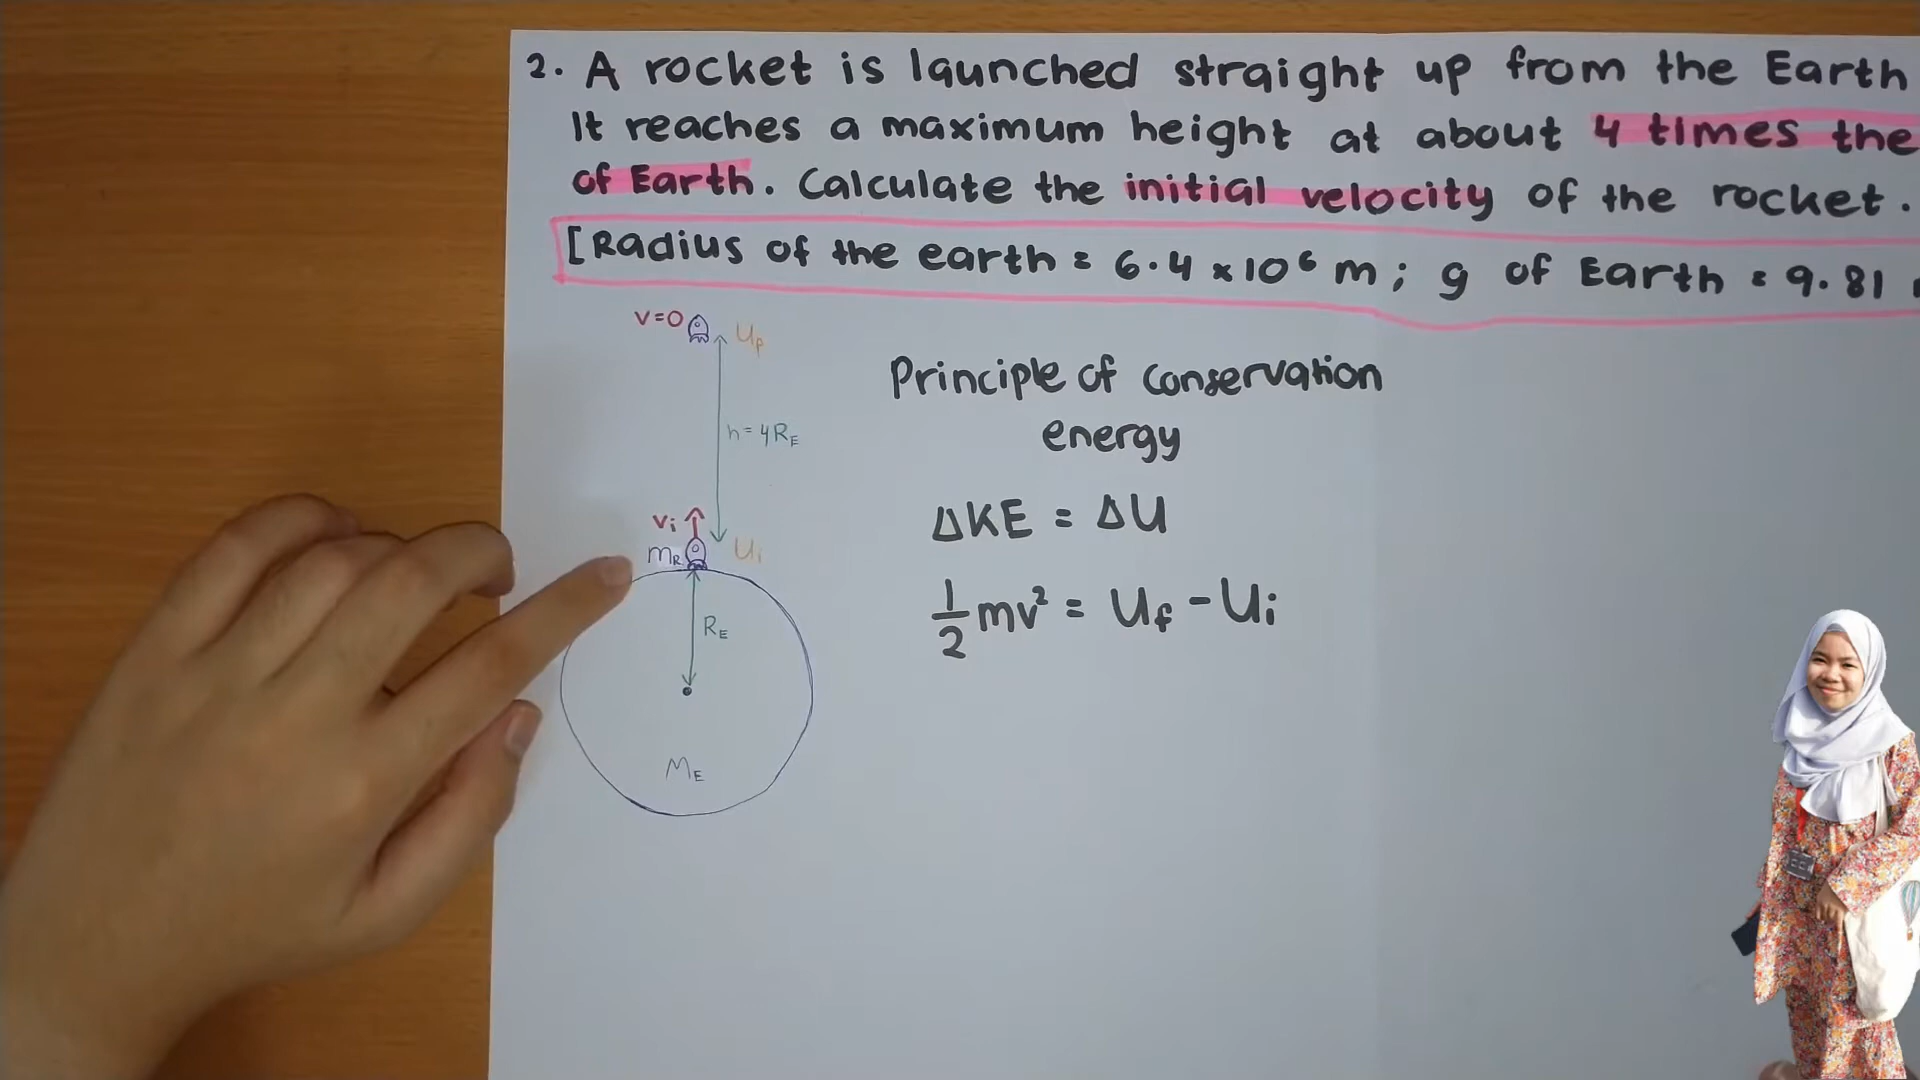 2. A rocket is launched straight up from the Earth
It reaches a maximum height at about 4 times the
of Earth. Calculate the initial velocity of the rocket.
[Radius of the earth = 6.4 × 10⁶ m ; g of Earth = 9.81
V=0
Uf
h=4RE
Vi
mR
Ui
RE
ME
Principle of conservation
energy
ΔKE = ΔU
1/2 mv² = Uf - Ui